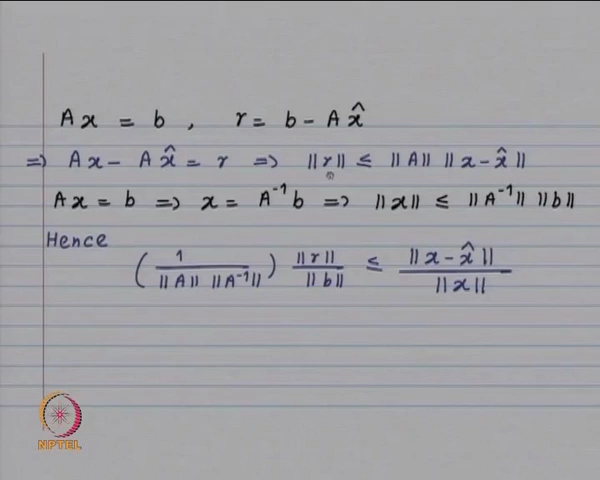 Ax = b , r = b - Ax̂
⇒ Ax - Ax̂ = r ⇒ ||r|| ≤ ||A|| ||x - x̂||
Ax = b ⇒ x = A⁻¹b ⇒ ||x|| ≤ ||A⁻¹|| ||b||
Hence
(1 / ||A|| ||A⁻¹||) ||r|| / ||b|| ≤ ||x - x̂|| / ||x||
NPTEL